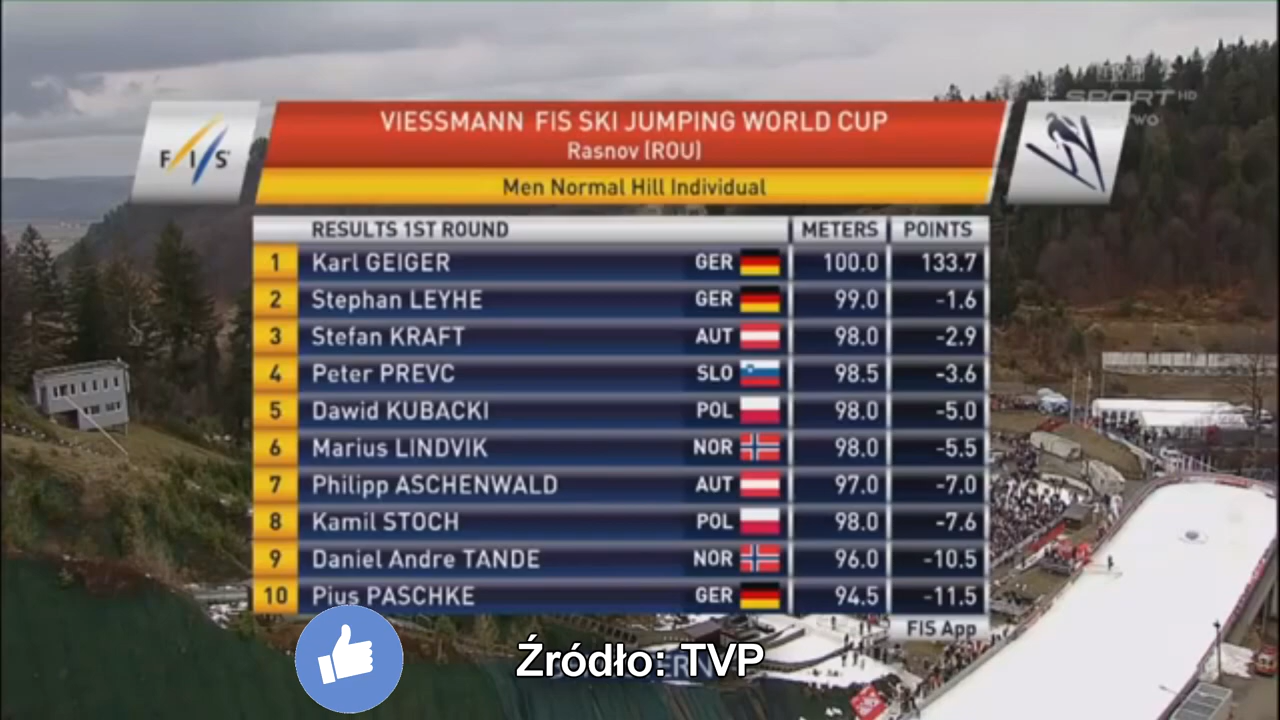 TVP
SPORT HD
VIESSMANN FIS SKI JUMPING WORLD CUP
FIS
Rasnov (ROU)
Men Normal Hill Individual
RESULTS 1ST ROUND METERS POINTS
1 Karl GEIGER GER 100.0 133.7
2 Stephan LEYHE GER 99.0 -1.6
3 Stefan KRAFT AUT 98.0 -2.9
4 Peter PREVC SLO 98.5 -3.6
5 Dawid KUBACKI POL 98.0 -5.0
6 Marius LINDVIK NOR 98.0 -5.5
7 Philipp ASCHENWALD AUT 97.0 -7.0
8 Kamil STOCH POL 98.0 -7.6
9 Daniel Andre TANDE NOR 96.0 -10.5
10 Pius PASCHKE GER 94.5 -11.5
FIS App
Źródło: TVP